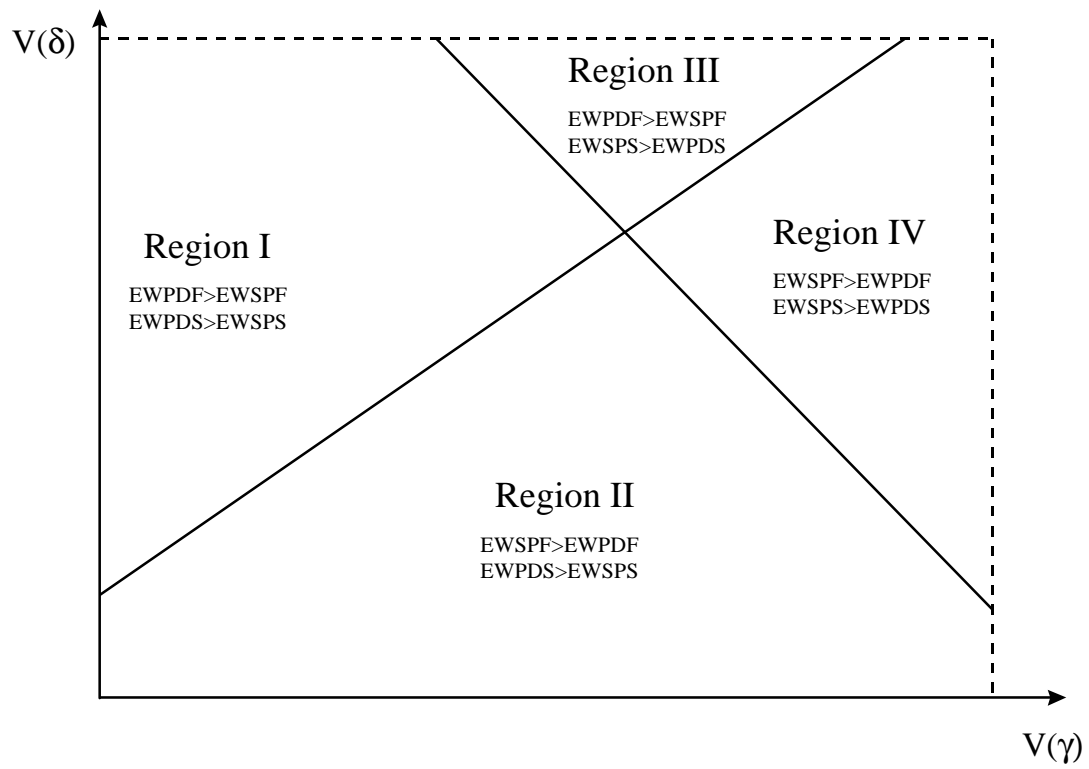 V(δ)
Region III
EWPDF>EWSPF
EWSPS>EWPDS
Region I
EWPDF>EWSPF
EWPDS>EWSPS
Region IV
EWSPF>EWPDF
EWSPS>EWPDS
Region II
EWSPF>EWPDF
EWPDS>EWSPS
V(γ)